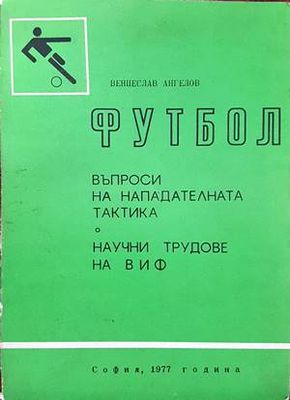 ВЕНЦЕСЛАВ АНГЕЛОВ
ФУТБОЛ
ВЪПРОСИ
НА НАПАДАТЕЛНАТА
ТАКТИКА
НАУЧНИ ТРУДОВЕ
НА ВИФ
София, 1977 година